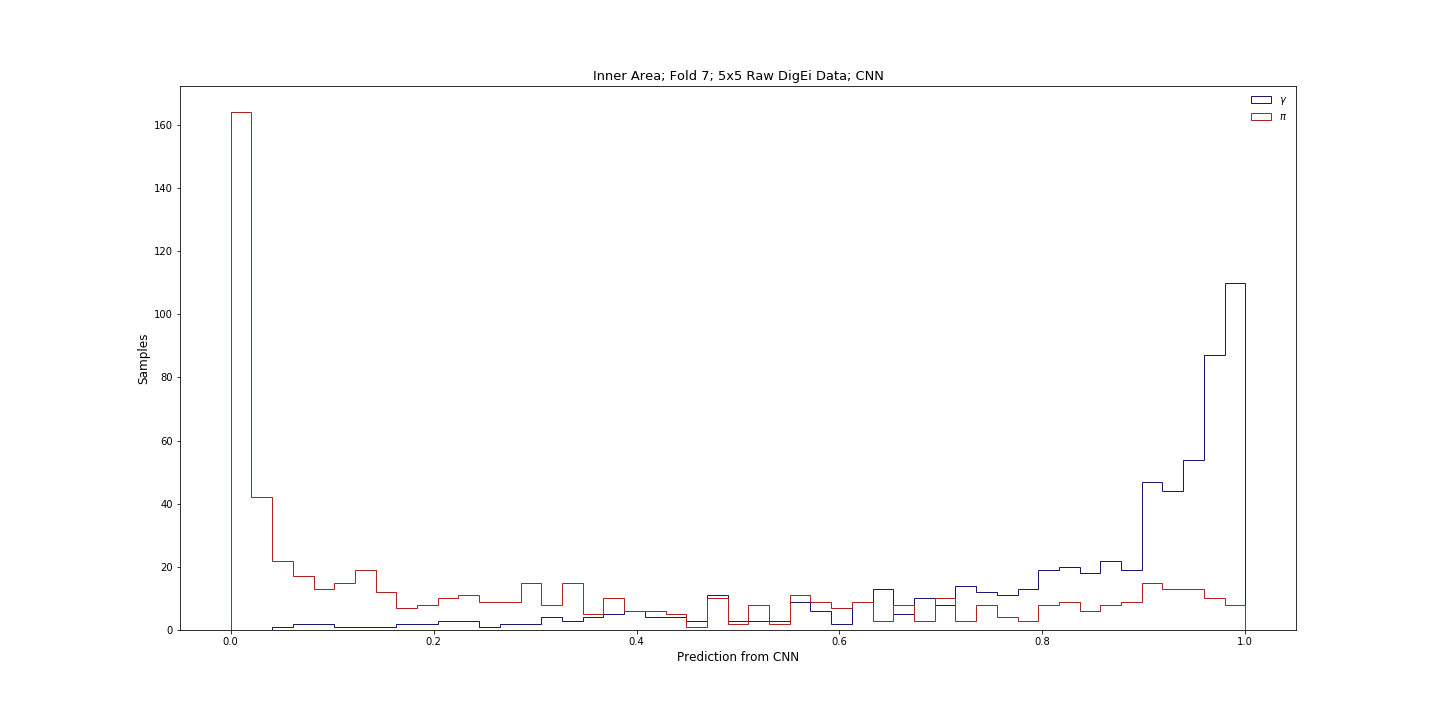 Inner Area; Fold 7; 5x5 Raw DigEi Data; CNN
γ
π
160
140
120
100
80
60
40
20
0
Samples
0.0 0.2 0.4 0.6 0.8 1.0
Prediction from CNN